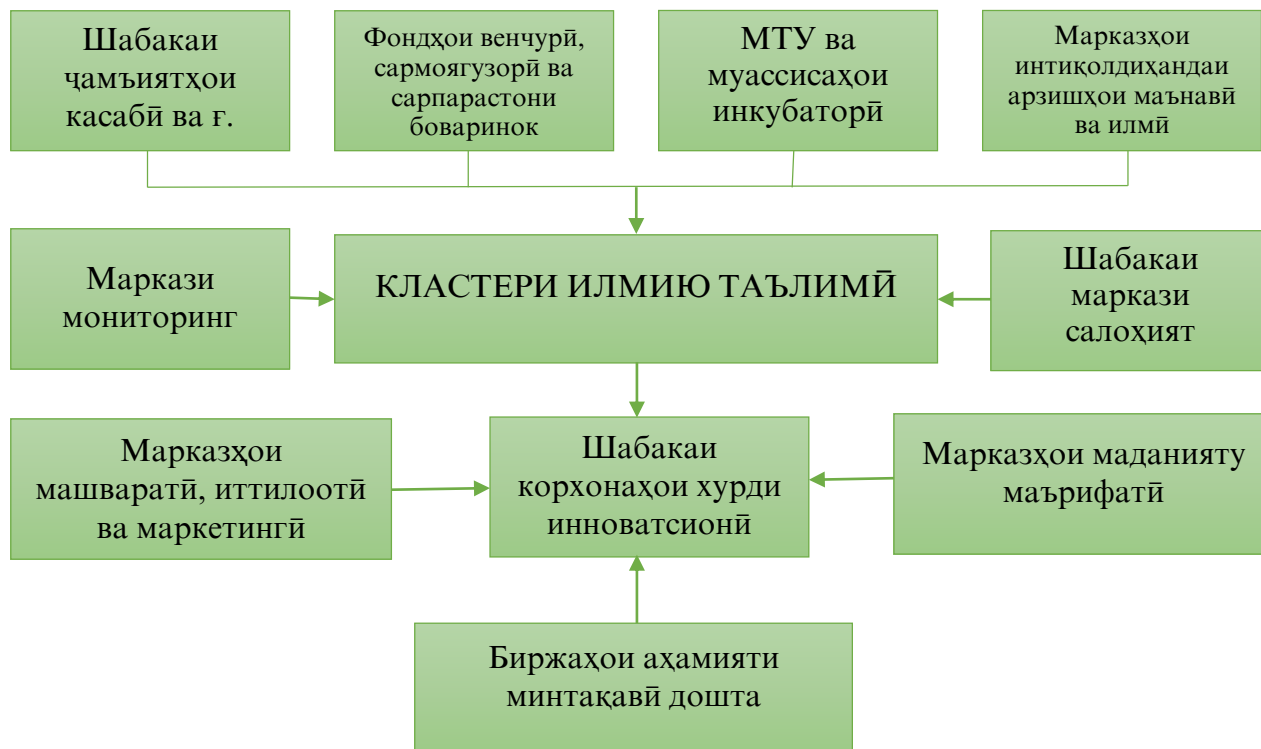 Шабакаи
ҷамъиятҳои
касабӣ ва ғ.
Фондҳои венчурӣ,
сармоягузорӣ ва
сарпарастони
боваринок
МТУ ва
муассисаҳои
инкубаторӣ
Марказҳои
интиқолдиҳандаи
арзишҳои маънавӣ
ва илмӣ
Маркази
мониторинг
КЛАСТЕРИ ИЛМИЮ ТАЪЛИМӢ
Шабакаи
маркази
салоҳият
Марказҳои
машваратӣ, иттилоотӣ
ва маркетингӣ
Шабакаи
корхонаҳои хурди
инноватсионӣ
Марказҳои маданияту
маърифатӣ
Биржаҳои аҳамияти
минтақавӣ дошта